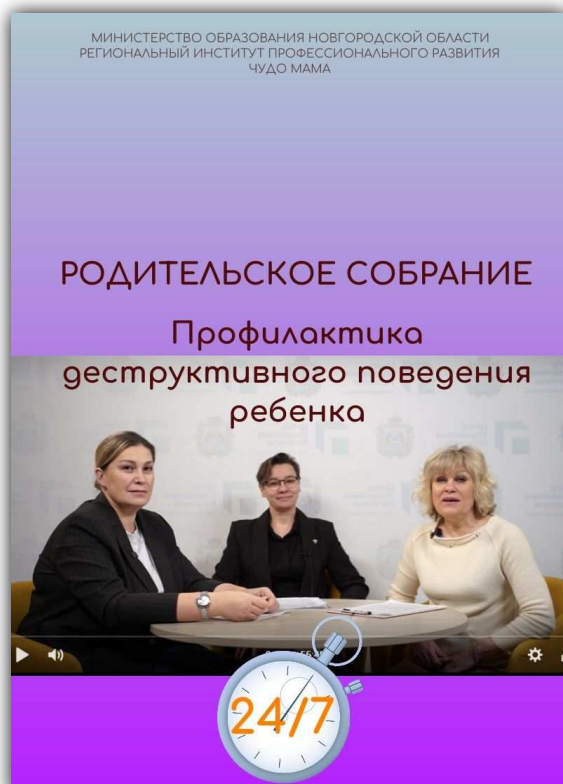 МИНИСТЕРСТВО ОБРАЗОВАНИЯ НОВГОРОДСКОЙ ОБЛАСТИ
РЕГИОНАЛЬНЫЙ ИНСТИТУТ ПРОФЕССИОНАЛЬНОГО РАЗВИТИЯ
ЧУДО МАМА
РОДИТЕЛЬСКОЕ СОБРАНИЕ
Профилактика
деструктивного поведения
ребенка
24/7